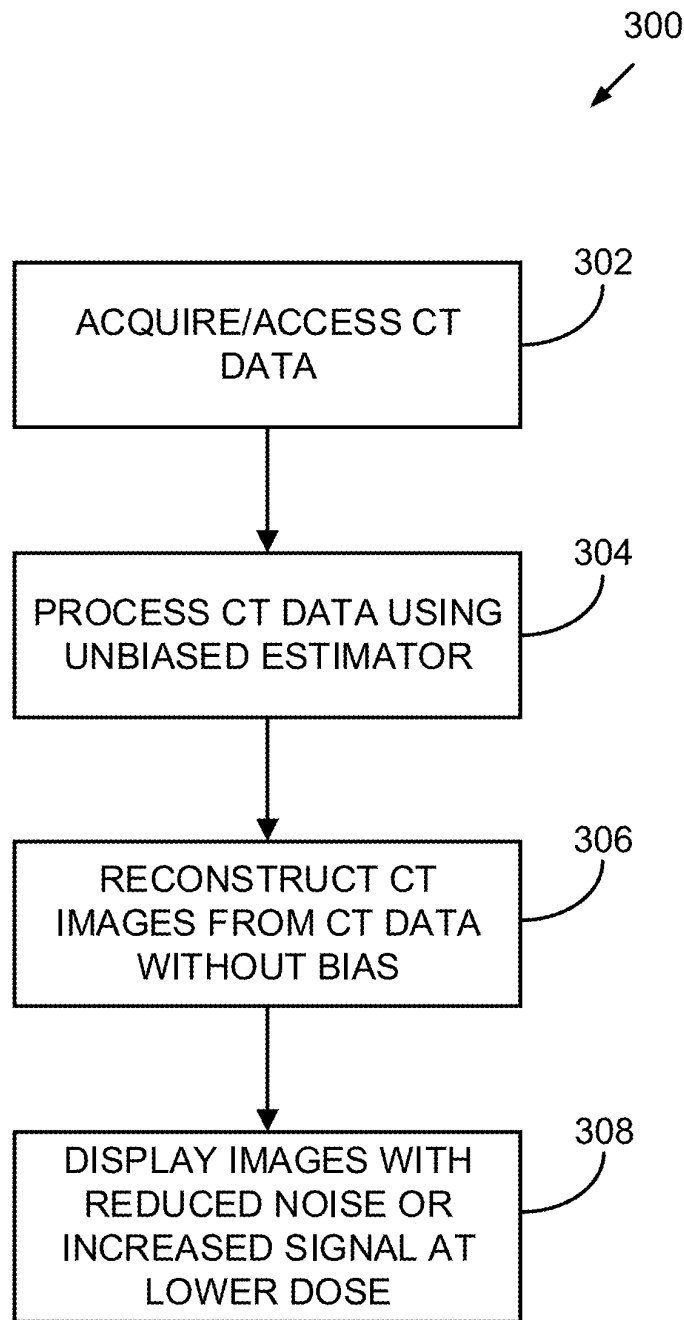 300
302
ACQUIRE/ACCESS CT
DATA
304
PROCESS CT DATA USING
UNBIASED ESTIMATOR
306
RECONSTRUCT CT
IMAGES FROM CT DATA
WITHOUT BIAS
308
DISPLAY IMAGES WITH
REDUCED NOISE OR
INCREASED SIGNAL AT
LOWER DOSE